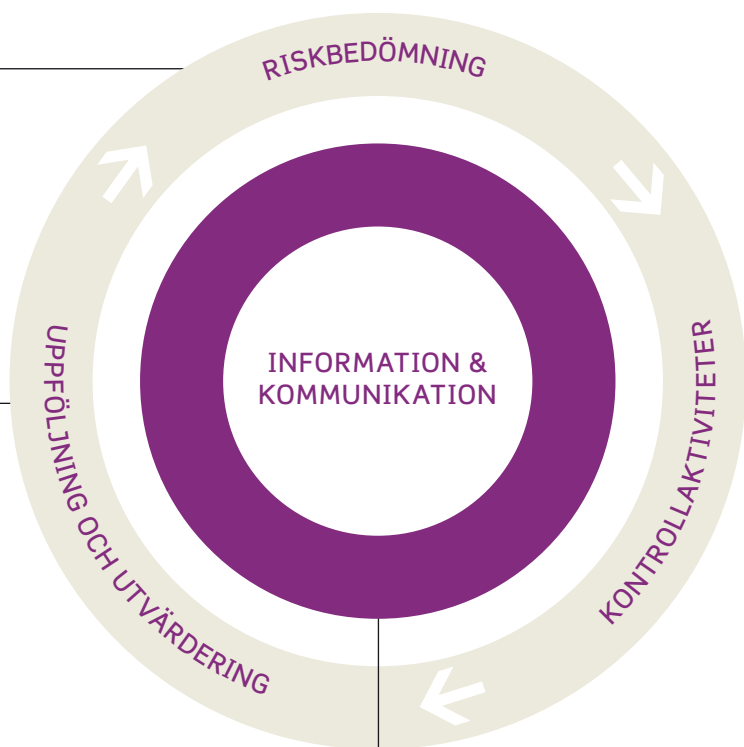 RISKBEDÖMNING
KONTROLLAKTIVITETER
UPPFÖLJNING OCH UTVÄRDERING
INFORMATION &
KOMMUNIKATION